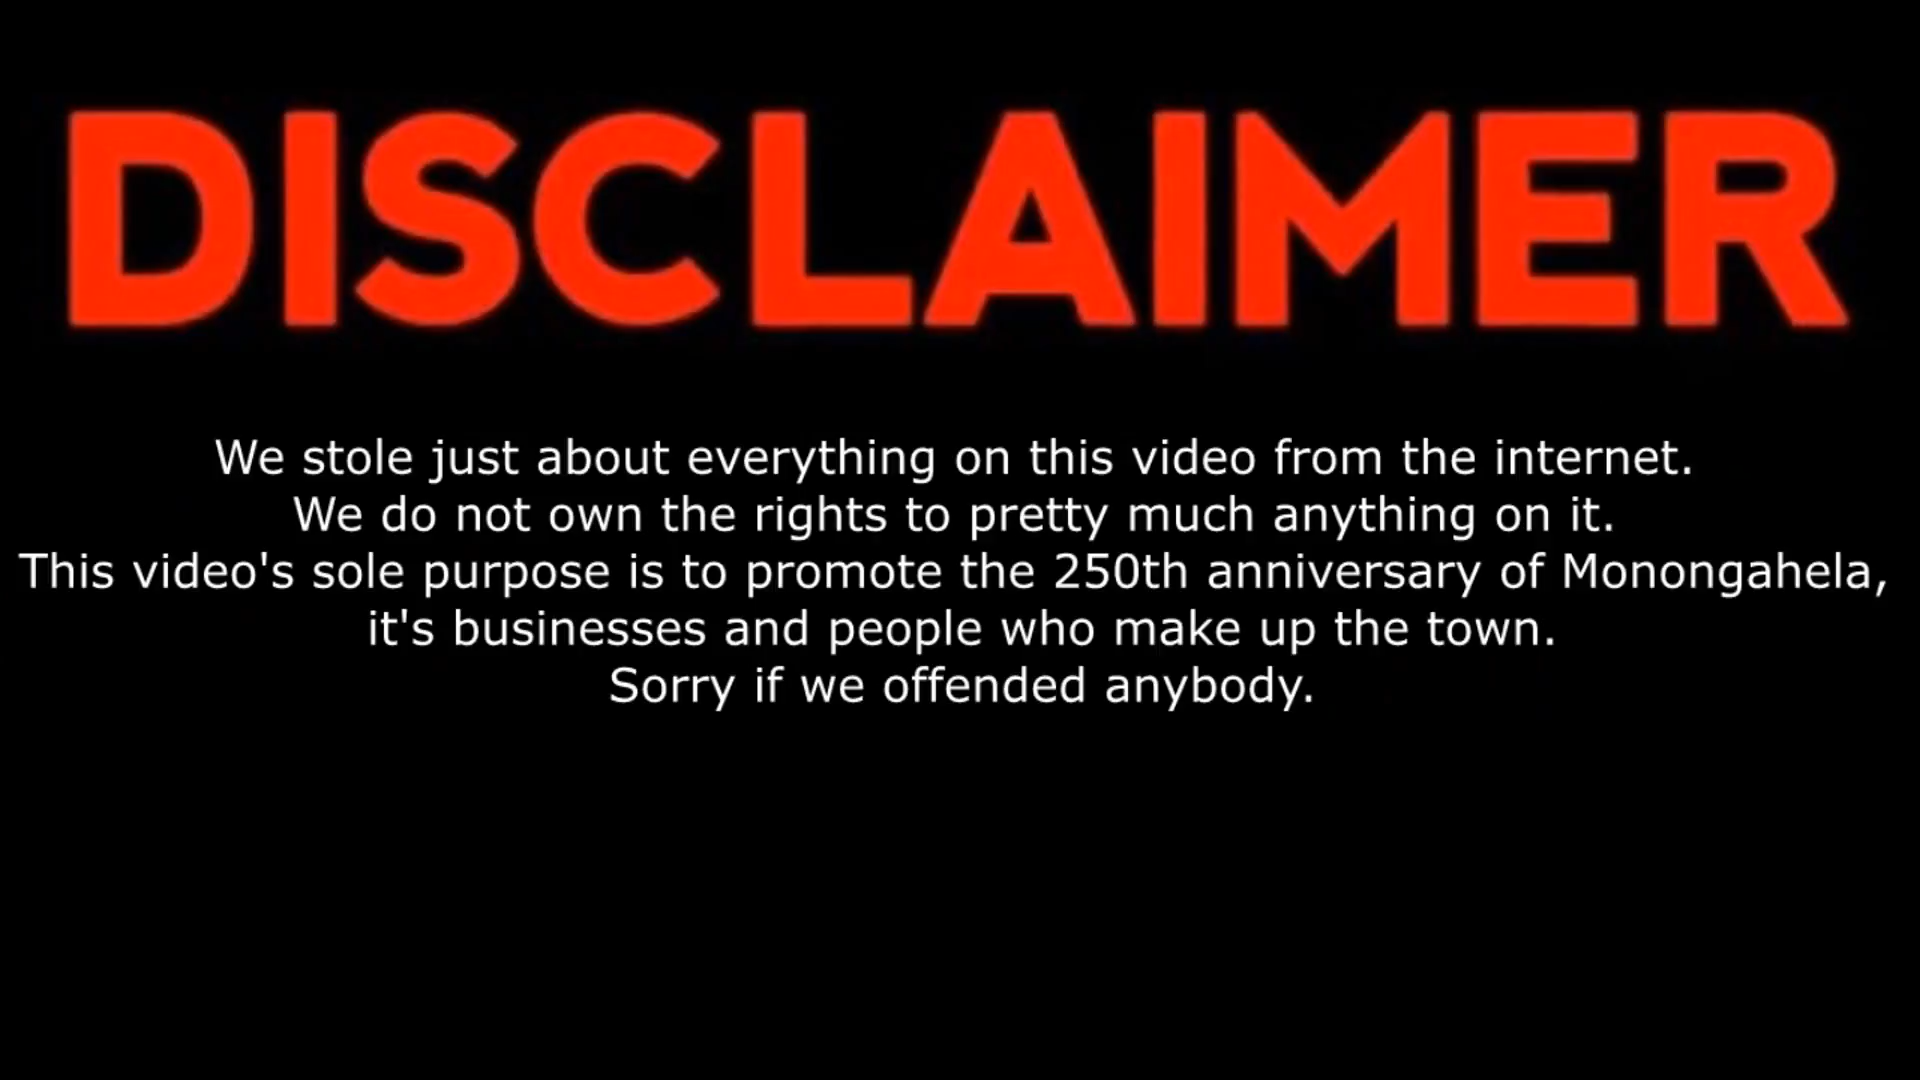 DISCLAIMER
We stole just about everything on this video from the internet.
We do not own the rights to pretty much anything on it.
This video's sole purpose is to promote the 250th anniversary of Monongahela,
it's businesses and people who make up the town.
Sorry if we offended anybody.